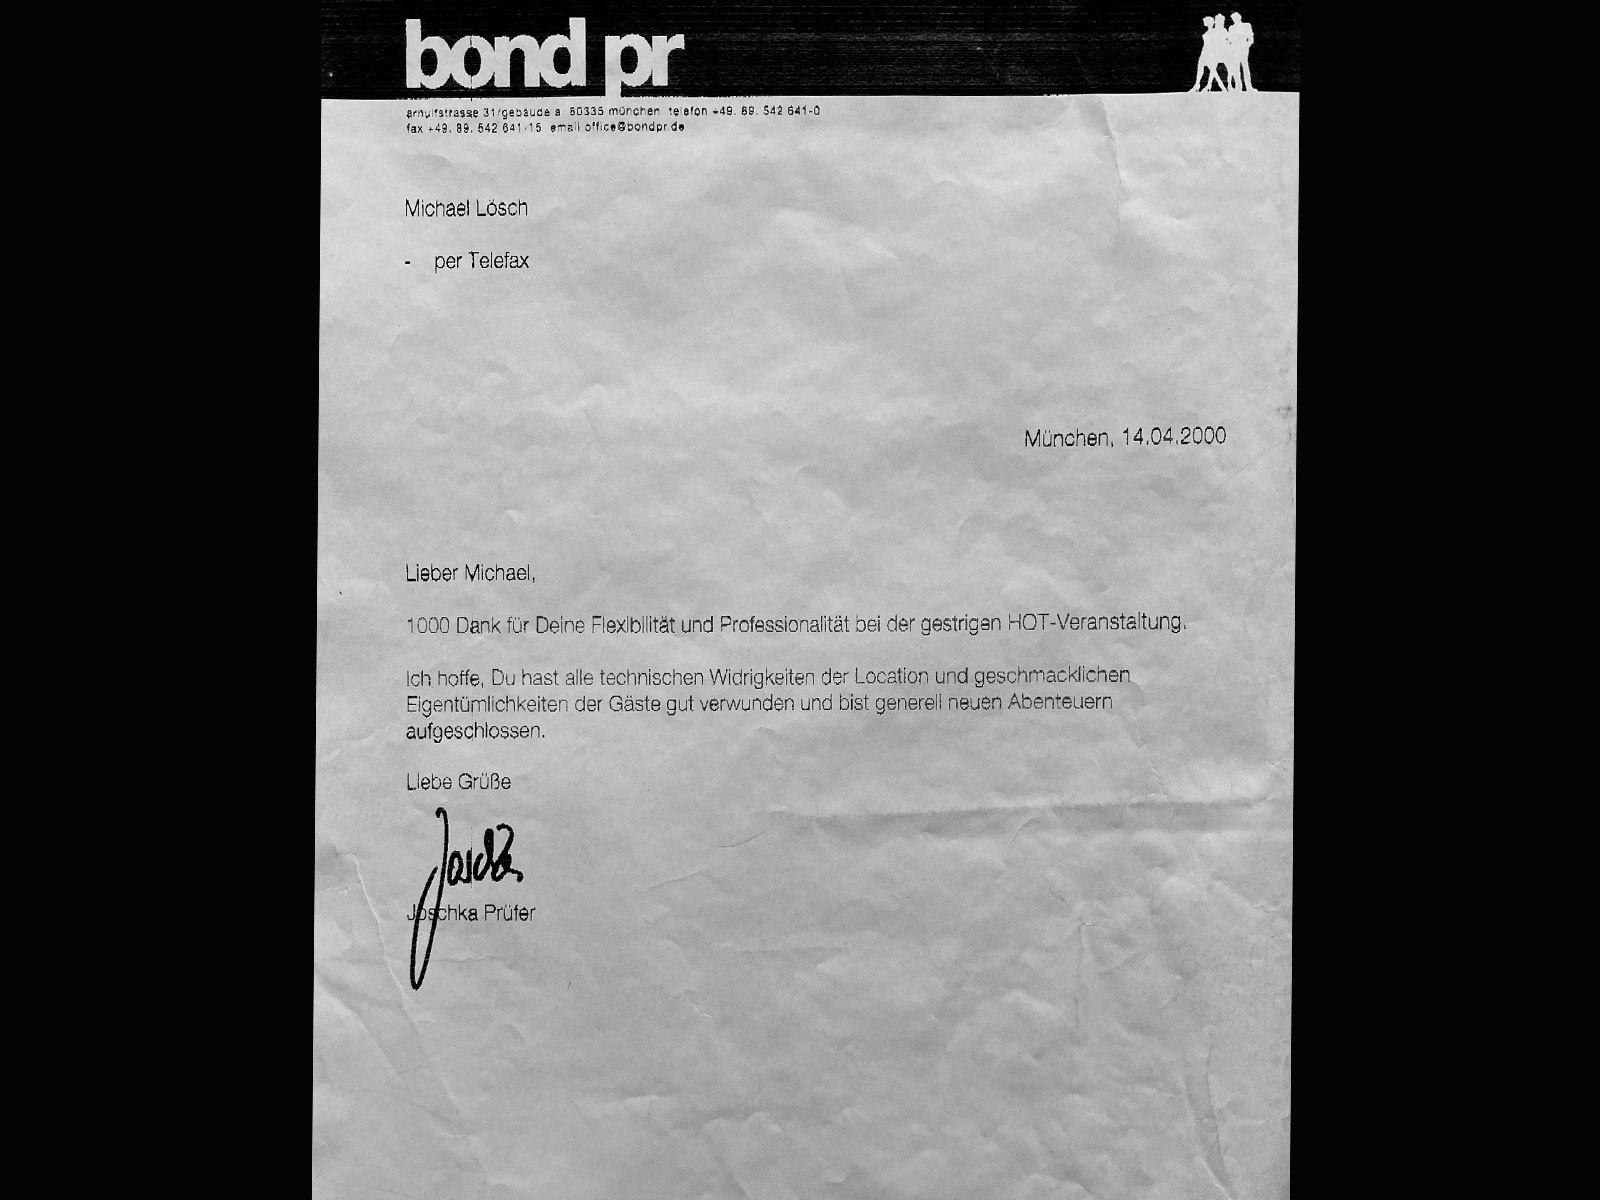 bond pr
arnulfstrasse 31/gebäude a 80335 münchen telefon +49. 89. 542 641-0
fax +49. 89. 542 641-15 email office@bondpr.de
Michael Lösch
- per Telefax
München, 14.04.2000
Lieber Michael,
1000 Dank für Deine Flexibilität und Professionalität bei der gestrigen HOT-Veranstaltung.
Ich hoffe, Du hast alle technischen Widrigkeiten der Location und geschmacklichen
Eigentümlichkeiten der Gäste gut verwunden und bist generell neuen Abenteuern
aufgeschlossen.
Liebe Grüße
Joschka
Joschka Prüfer